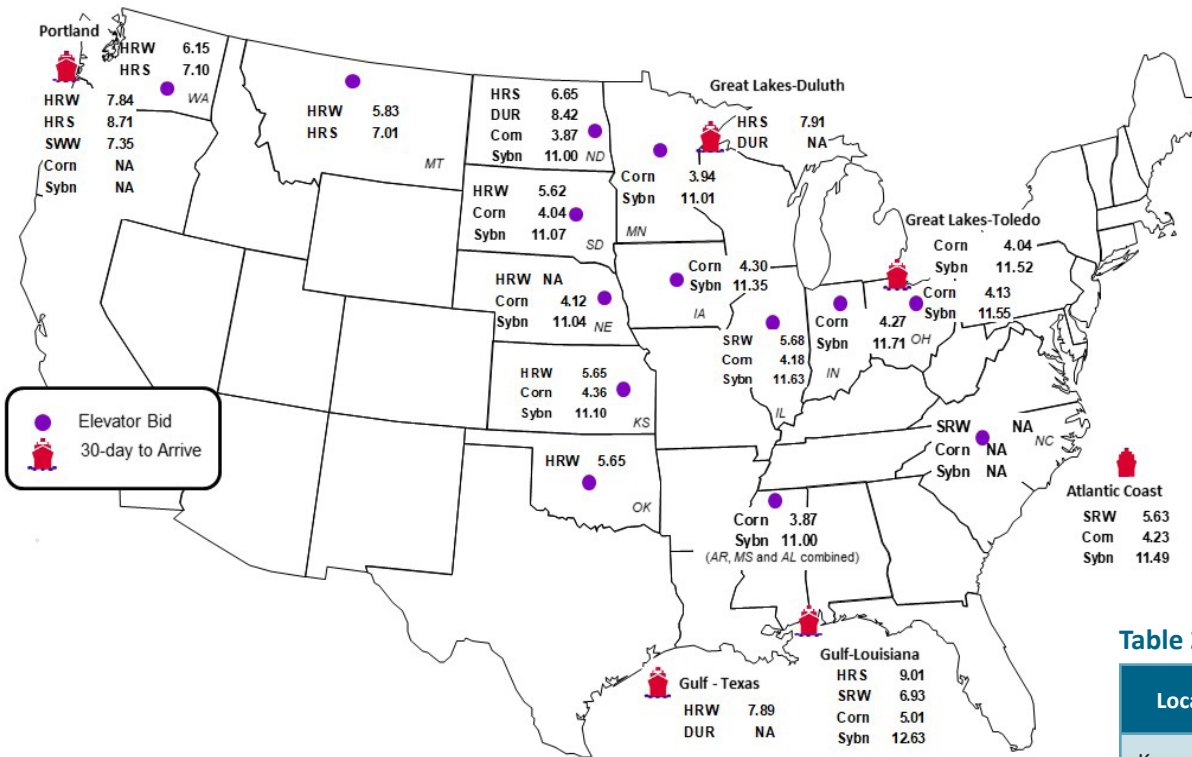 Portland
HRW 6.15
HRS 7.10
WA
HRW 7.84
HRS 8.71
SWW 7.35
Corn NA
Sybn NA
HRW 5.83
HRS 7.01
MT
HRS 6.65
DUR 8.42
Corn 3.87
Sybn 11.00 ND
Great Lakes-Duluth
HRS 7.91
DUR NA
Corn 3.94
Sybn 11.01
MN
HRW 5.62
Corn 4.04
Sybn 11.07
SD
Great Lakes-Toledo
Corn 4.04
Sybn 11.52
Corn 4.13
Sybn 11.55
OH
HRW NA
Corn 4.12
Sybn 11.04 NE
Corn 4.30
Sybn 11.35
IA
Corn 4.27
Sybn 11.71
IN
SRW 5.68
Corn 4.18
Sybn 11.63
IL
HRW 5.65
Corn 4.36
Sybn 11.10
KS
Elevator Bid
30-day to Arrive
HRW 5.65
OK
SRW NA
Corn NA
Sybn NA
NC
Corn 3.87
Sybn 11.00
(AR, MS and AL combined)
Atlantic Coast
SRW 5.63
Corn 4.23
Sybn 11.49
Gulf - Texas
HRW 7.89
DUR NA
Gulf-Louisiana
HRS 9.01
SRW 6.93
Corn 5.01
Sybn 12.63
Table
Loca